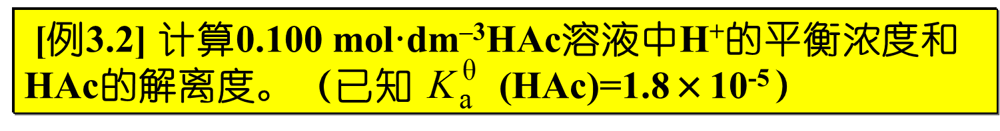 [例3.2] 计算0.100 mol·dm⁻³HAc溶液中H⁺的平衡浓度和
HAc的解离度。（已知 Kₐᶿ (HAc)=1.8×10⁻⁵）